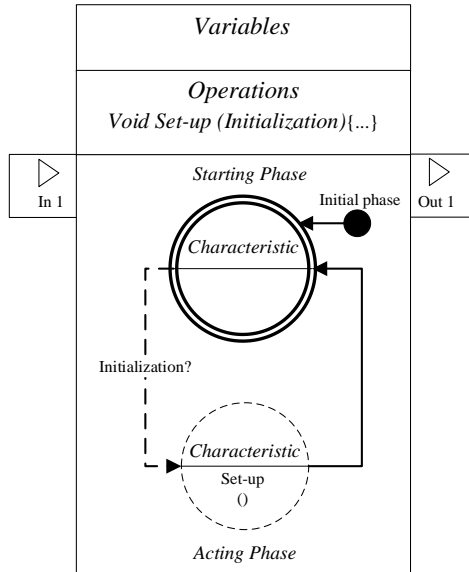 Variables
Operations
Void Set-up (Initialization){...}
In 1
Out 1
Starting Phase
Initial phase
Characteristic
Initialization?
Characteristic
Set-up
()
Acting Phase